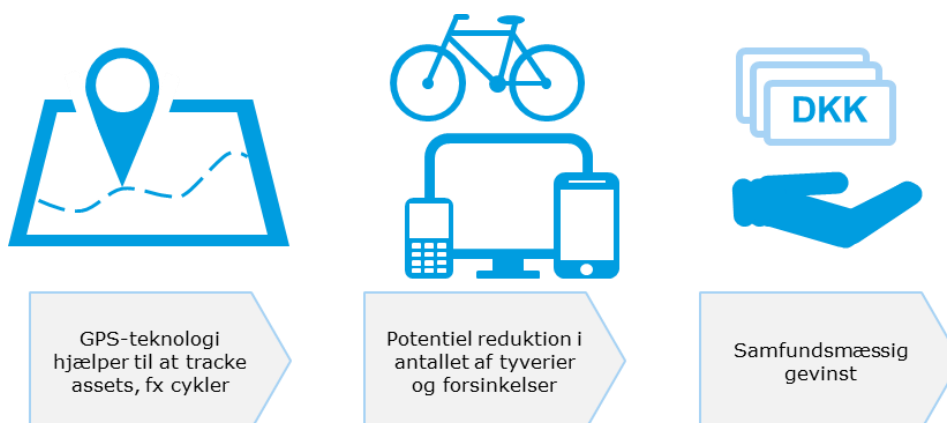 DKK
GPS-teknologi
hjælper til at tracke
assets, fx cykler
Potentiel reduktion i
antallet af tyverier
og forsinkelser
Samfundsmæssig
gevinst